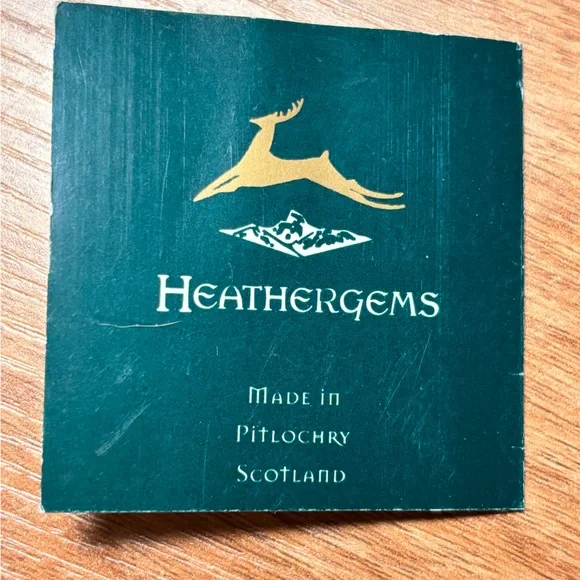 HEATHERGEMS
MADE IN
PITLOCHRY
SCOTLAND